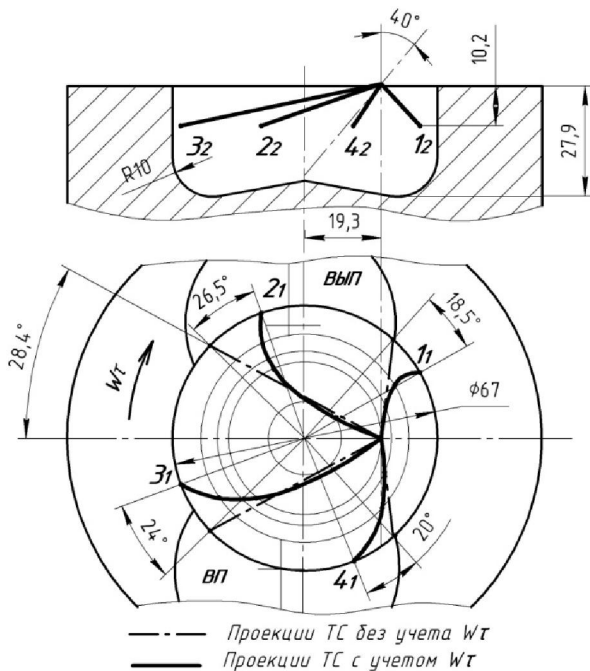 40°
10,2
3₂
2₂
4₂
1₂
27,9
R10
19,3
ВЫП
26,5°
2₁
18,5°
28,4°
Wτ
1₁
Ф67
3₁
24°
20°
ВП
4₁
Проекции ТС без учета Wτ
Проекции ТС с учетом Wτ